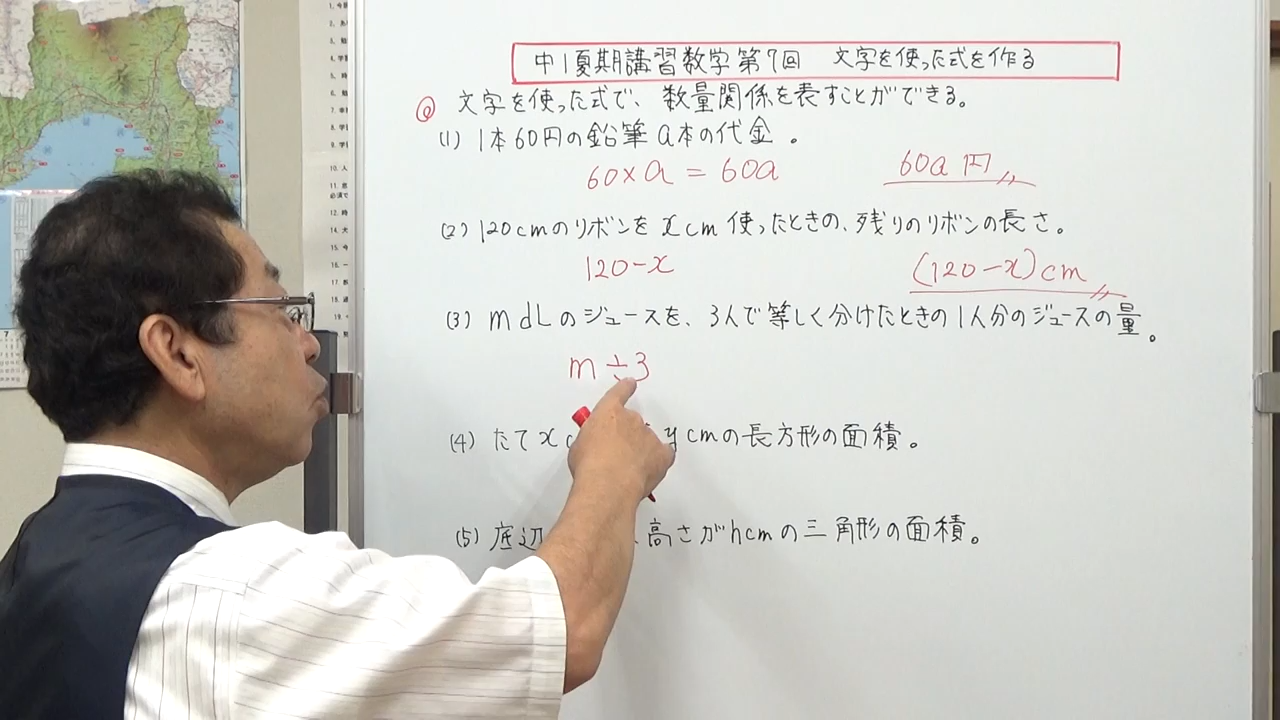 中1夏期講習数学第7回 文字を使った式を作る
◎ 文字を使った式で、数量関係を表すことができる。
(1) 1本60円の鉛筆a本の代金。
60×a = 60a 60a円
(2) 120cmのリボンをxcm使ったときの、残りのリボンの長さ。
120-x (120-x)cm
(3) mdLのジュースを、3人で等しく分けたときの1人分のジュースの量。
m÷3
(4) たてxc ycmの長方形の面積。
(5) 底辺 高さがhcmの三角形の面積。